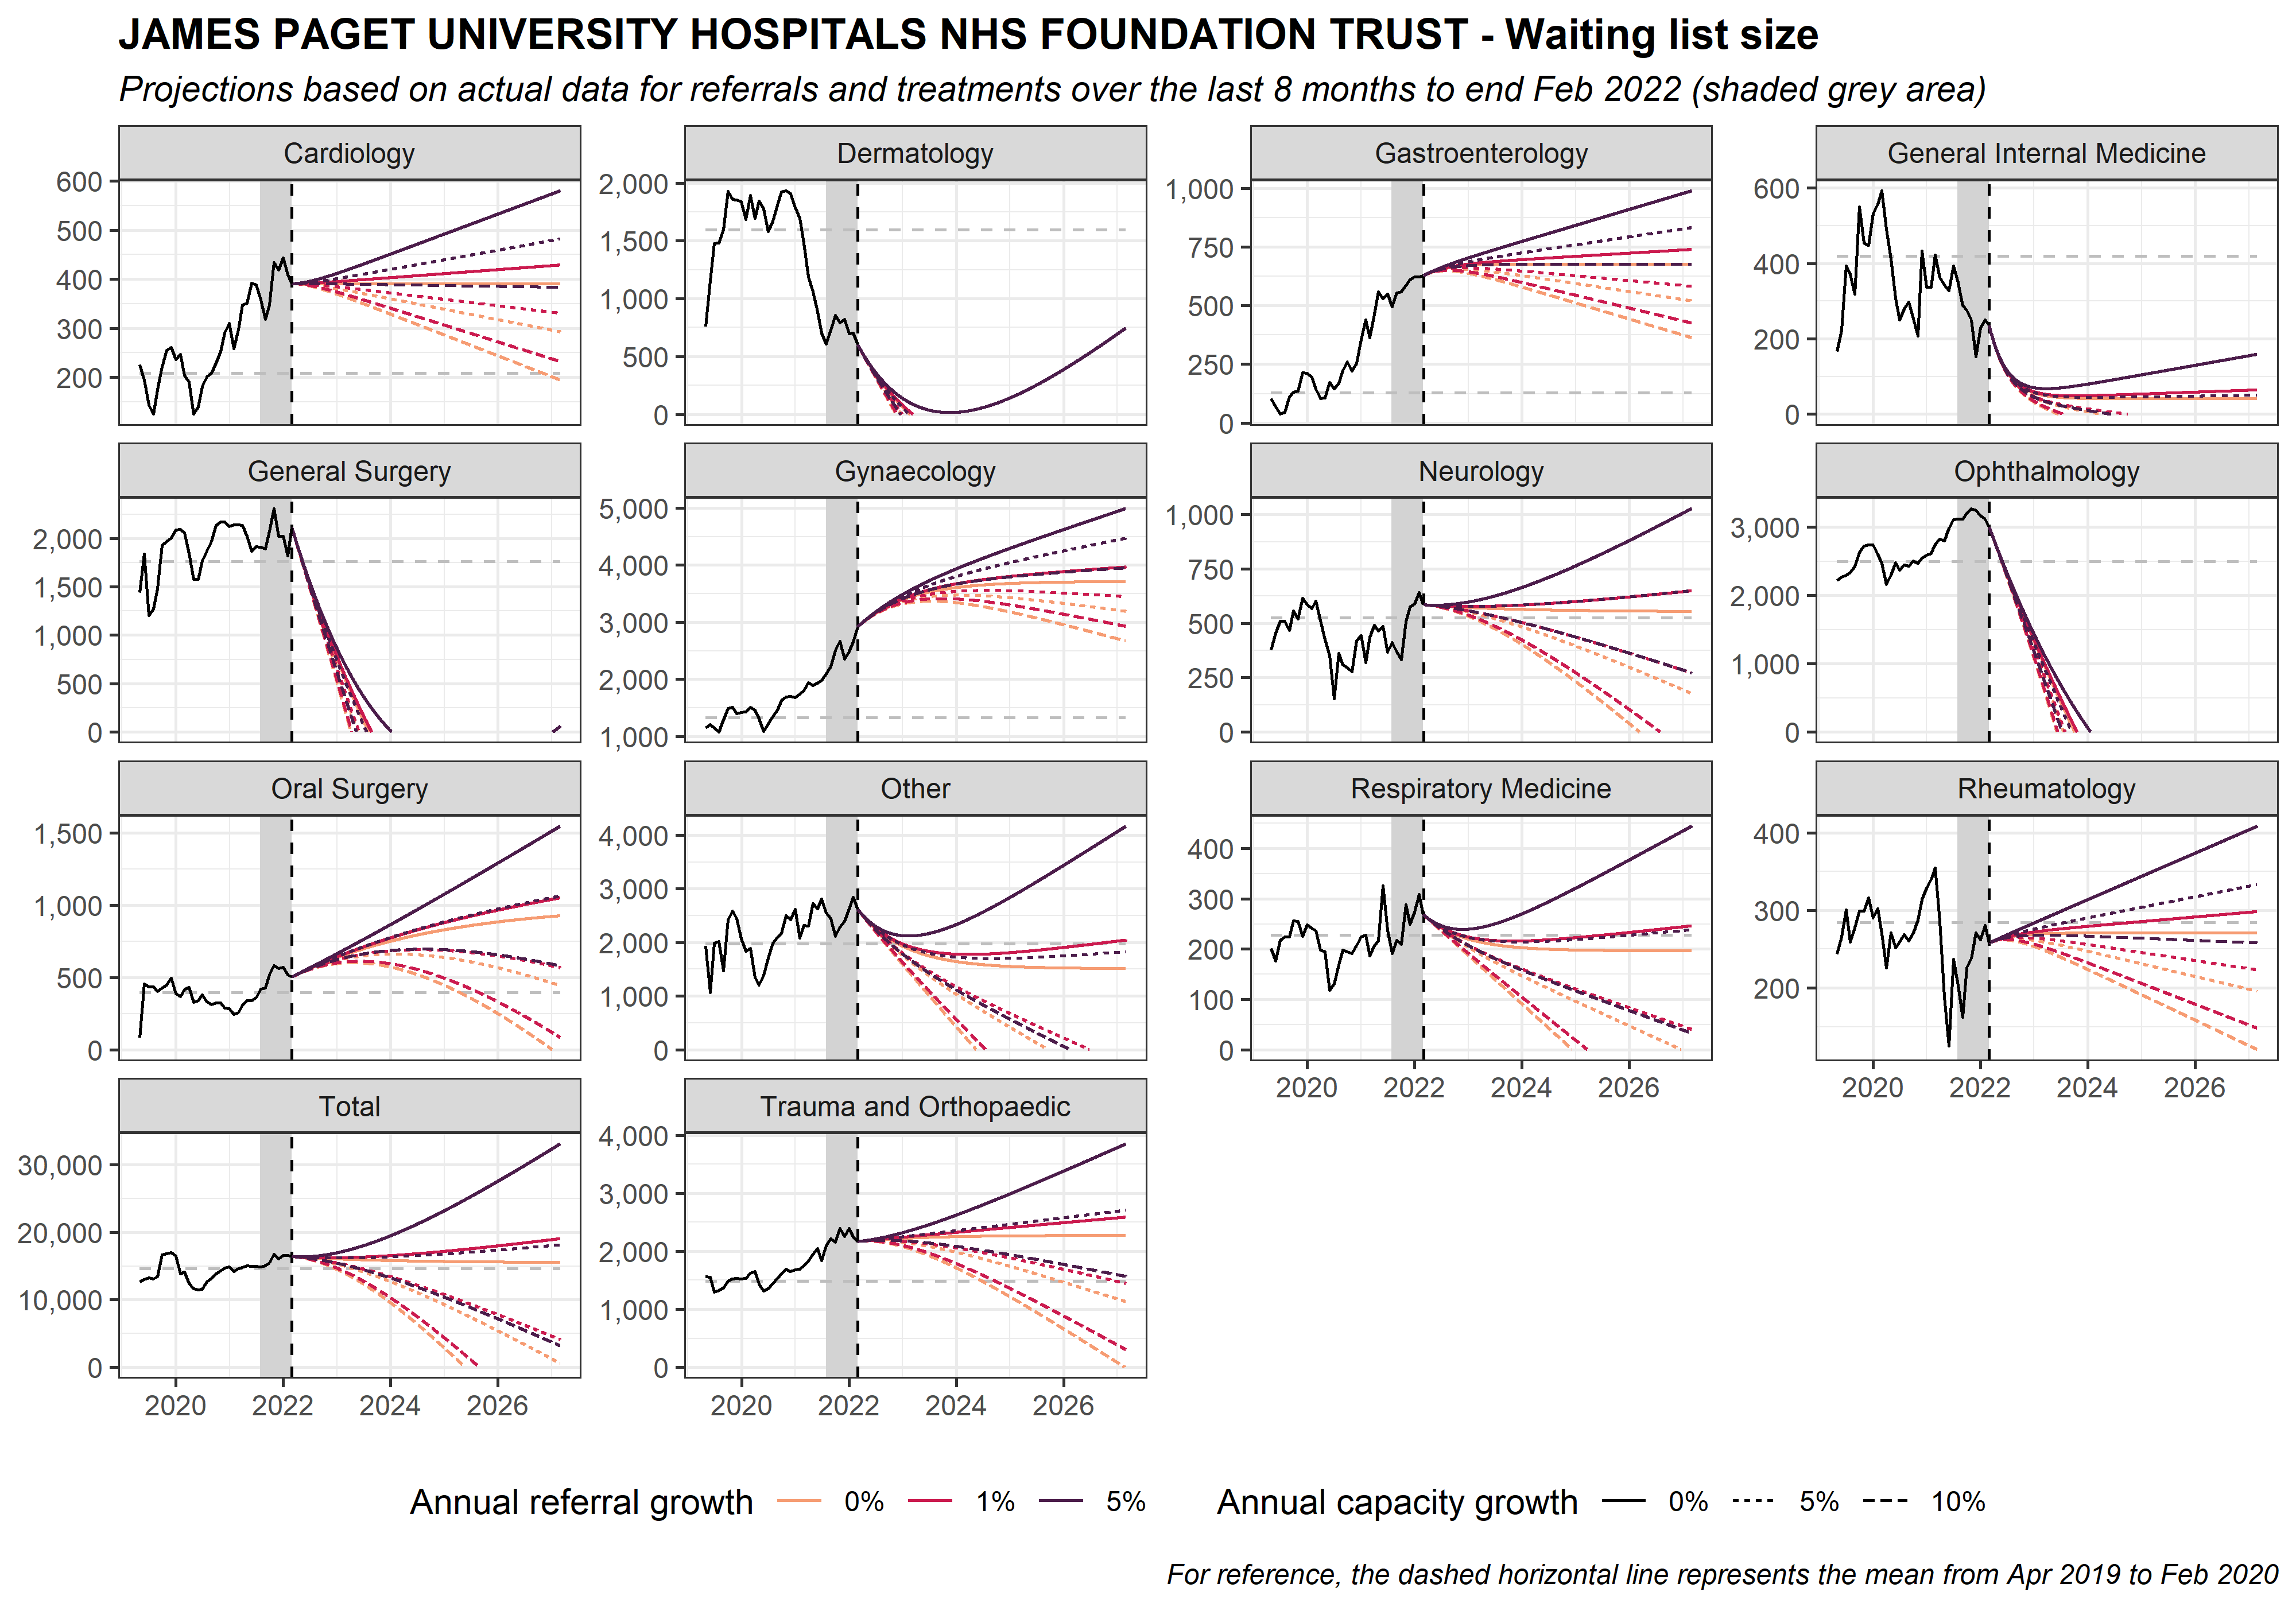 JAMES PAGET UNIVERSITY HOSPITALS NHS FOUNDATION TRUST - Waiting list size
Projections based on actual data for referrals and treatments over the last 8 months to end Feb 2022 (shaded grey area)
Cardiology
600
500
400
300
200
Dermatology
2,000
1,500
1,000
500
0
Gastroenterology
1,000
750
500
250
0
General Internal Medicine
600
400
200
0
General Surgery
2,000
1,500
1,000
500
0
Gynaecology
5,000
4,000
3,000
2,000
1,000
Neurology
1,000
750
500
250
0
Ophthalmology
3,000
2,000
1,000
0
Oral Surgery
1,500
1,000
500
0
Other
4,000
3,000
2,000
1,000
0
Respiratory Medicine
400
300
200
100
0
2020 2022 2024 2026
Rheumatology
400
300
200
2020 2022 2024 2026
Total
30,000
20,000
10,000
0
2020 2022 2024 2026
Trauma and Orthopaedic
4,000
3,000
2,000
1,000
0
2020 2022 2024 2026
Annual referral growth 0% 1% 5%
Annual capacity growth 0% 5% 10%
For reference, the dashed horizontal line represents the mean from Apr 2019 to Feb 2020